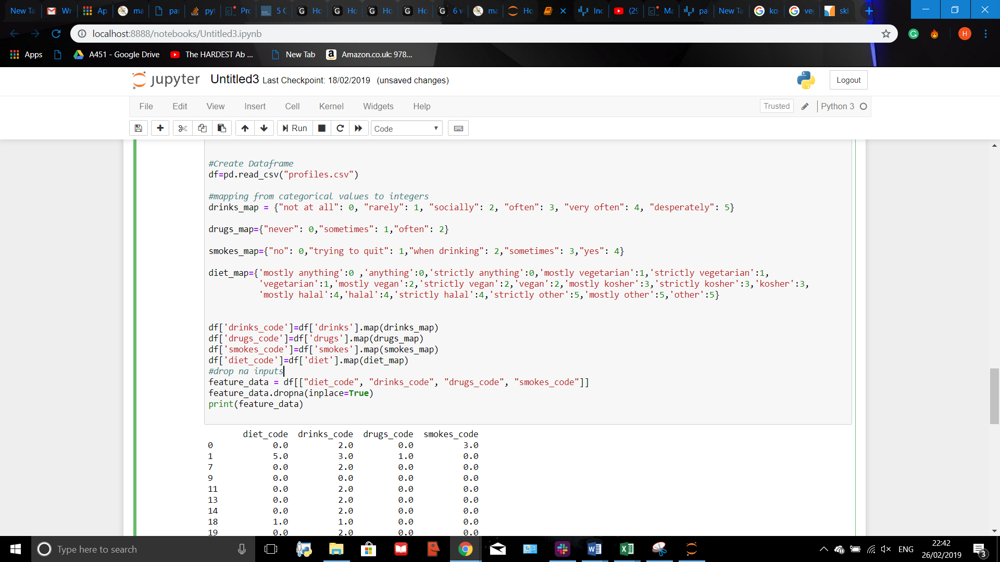 New Ta
Wr
Ap
ma
par
pyt
Pro
5 C
Ho
Ho
Ho
Ho
6 w
ma
Ho
Inc
(29
Ma
pa
New Ta
ko
ve
skl
localhost:8888/notebooks/Untitled3.ipynb
H
Apps
A451 - Google Drive
The HARDEST Ab ...
New Tab
Amazon.co.uk: 978...
jupyter Untitled3 Last Checkpoint: 18/02/2019 (unsaved changes)
Logout
File Edit View Insert Cell Kernel Widgets Help
Trusted
Python 3
Run
Code
#Create Dataframe
df=pd.read_csv("profiles.csv")
#mapping from categorical values to integers
drinks_map = {"not at all": 0, "rarely": 1, "socially": 2, "often": 3, "very often": 4, "desperately": 5}
drugs_map={"never": 0,"sometimes": 1,"often": 2}
smokes_map={"no": 0,"trying to quit": 1,"when drinking": 2,"sometimes": 3,"yes": 4}
diet_map={'mostly anything':0 ,'anything':0,'strictly anything':0,'mostly vegetarian':1,'strictly vegetarian':1,
'vegetarian':1,'mostly vegan':2,'strictly vegan':2,'vegan':2,'mostly kosher':3,'strictly kosher':3,'kosher':3,
'mostly halal':4,'halal':4,'strictly halal':4,'strictly other':5,'mostly other':5,'other':5}
df['drinks_code']=df['drinks'].map(drinks_map)
df['drugs_code']=df['drugs'].map(drugs_map)
df['smokes_code']=df['smokes'].map(smokes_map)
df['diet_code']=df['diet'].map(diet_map)
#drop na inputs
feature_data = df[["diet_code", "drinks_code", "drugs_code", "smokes_code"]]
feature_data.dropna(inplace=True)
print(feature_data)
diet_code drinks_code drugs_code smokes_code
0 0.0 2.0 0.0 3.0
1 5.0 3.0 1.0 0.0
7 0.0 2.0 0.0 0.0
9 0.0 0.0 0.0 0.0
11 0.0 2.0 0.0 0.0
13 0.0 2.0 0.0 0.0
14 0.0 2.0 0.0 0.0
18 1.0 1.0 0.0 0.0
19 0.0 2.0 0.0 0.0
Type here to search
ENG
22:42
26/02/2019
3